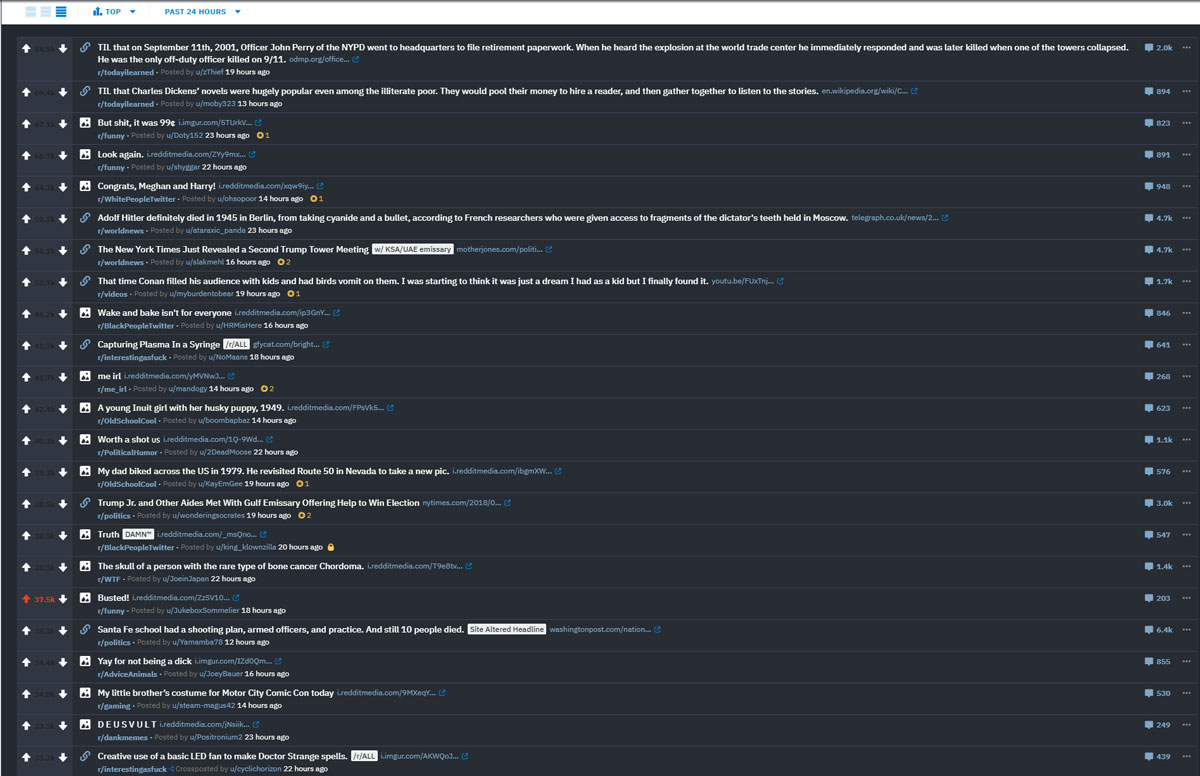 TOP PAST 24 HOURS
TIL that on September 11th, 2001, Officer John Perry of the NYPD went to headquarters to file retirement paperwork. When he heard the explosion at the world trade center he immediately responded and was later killed when one of the towers collapsed. 2.0k
He was the only off-duty officer killed on 9/11. odmp.org/office...
r/todayilearned • Posted by u/zThief 19 hours ago
TIL that Charles Dickens' novels were hugely popular even among the illiterate poor. They would pool their money to hire a reader, and then gather together to listen to the stories. en.wikipedia.org/wiki/C... 894
r/todayilearned • Posted by u/moby323 13 hours ago
But shit, it was 99¢ i.imgur.com/5TUrkV... 823
r/funny • Posted by u/Doty152 23 hours ago 1
Look again. i.redditmedia.com/ZYy9mx... 891
r/funny • Posted by u/shyggar 22 hours ago
Congrats, Meghan and Harry! i.redditmedia.com/xqw9iy... 948
r/WhitePeopleTwitter • Posted by u/ohsopoor 14 hours ago 1
Adolf Hitler definitely died in 1945 in Berlin, from taking cyanide and a bullet, according to French researchers who were given access to fragments of the dictator's teeth held in Moscow. telegraph.co.uk/news/2... 4.7k
r/worldnews • Posted by u/ataraxic_panda 23 hours ago
The New York Times Just Revealed a Second Trump Tower Meeting w/ KSA/UAE emissary motherjones.com/politi... 4.7k
r/worldnews • Posted by u/slakmehl 16 hours ago 2
That time Conan filled his audience with kids and had birds vomit on them. I was starting to think it was just a dream I had as a kid but I finally found it. youtu.be/FUxTnj... 1.7k
r/videos • Posted by u/myburdentobear 19 hours ago 1
Wake and bake isn't for everyone i.redditmedia.com/ip3GnY... 846
r/BlackPeopleTwitter • Posted by u/HRMisHere 16 hours ago
Capturing Plasma In a Syringe /r/ALL gfycat.com/bright... 641
r/interestingasfuck • Posted by u/NoMaans 18 hours ago
me irl i.redditmedia.com/yMVNwJ... 268
r/me_irl • Posted by u/mandogy 14 hours ago 2
A young Inuit girl with her husky puppy, 1949. i.redditmedia.com/FPsVk5... 623
r/OldSchoolCool • Posted by u/boombapbaz 14 hours ago
Worth a shot us i.redditmedia.com/1Q-9Wd... 1.1k
r/PoliticalHumor • Posted by u/2DeadMoose 22 hours ago
My dad biked across the US in 1979. He revisited Route 50 in Nevada to take a new pic. i.redditmedia.com/ibgmXW... 576
r/OldSchoolCool • Posted by u/KayEmGee 19 hours ago 1
Trump Jr. and Other Aides Met With Gulf Emissary Offering Help to Win Election nytimes.com/2018/0... 3.0k
r/politics • Posted by u/wonderingsocrates 19 hours ago 2
Truth DAMN™ i.redditmedia.com/_msQno... 547
r/BlackPeopleTwitter • Posted by u/king_klownzilla 20 hours ago
The skull of a person with the rare type of bone cancer Chordoma. i.redditmedia.com/T9e8tv... 1.4k
r/WTF • Posted by u/JoeinJapan 22 hours ago
37.5k Busted! i.redditmedia.com/ZzSV10... 203
r/funny • Posted by u/JukeboxSommelier 18 hours ago
Santa Fe school had a shooting plan, armed officers, and practice. And still 10 people died. Site Altered Headline washingtonpost.com/nation... 6.4k
r/politics • Posted by u/Yamamba78 12 hours ago
Yay for not being a dick i.imgur.com/IZd0Qm... 855
r/AdviceAnimals • Posted by u/JoeyBauer 16 hours ago
My little brother's costume for Motor City Comic Con today i.redditmedia.com/9MXeqY... 530
r/gaming • Posted by u/steam-magus42 14 hours ago
D E U S V U L T i.redditmedia.com/jNsiik... 249
r/dankmemes • Posted by u/Positronium2 23 hours ago
Creative use of a basic LED fan to make Doctor Strange spells. /r/ALL i.imgur.com/AKWQoJ... 439
r/interestingasfuck Crossposted by u/cyclichorizon 22 hours ago